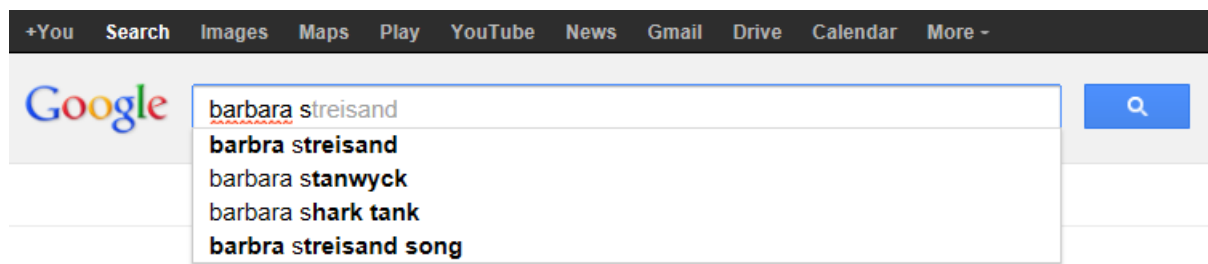 +You Search Images Maps Play YouTube News Gmail Drive Calendar More
Google barbara streisand
barbra streisand
barbara stanwyck
barbara shark tank
barbra streisand song